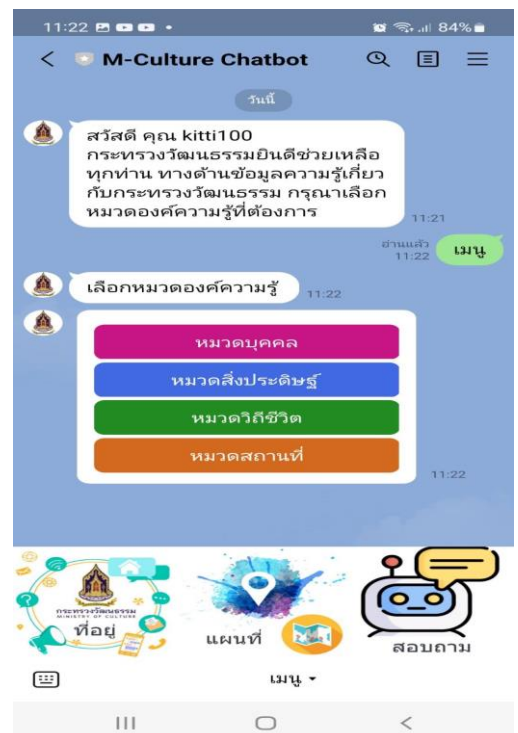 11:22
84%
M-Culture Chatbot
วันนี้
สวัสดี คุณ kitti100
กระทรวงวัฒนธรรมยินดีช่วยเหลือ
ทุกท่าน ทางด้านข้อมูลความรู้เกี่ยว
กับกระทรวงวัฒนธรรม กรุณาเลือก
หมวดองค์ความรู้ที่ต้องการ
11:21
อ่านแล้ว
11:22
เมนู
เลือกหมวดองค์ความรู้
11:22
หมวดบุคคล
หมวดสิ่งประดิษฐ์
หมวดวิถีชีวิต
หมวดสถานที่
11:22
กระทรวงวัฒนธรรม
MINISTRY OF CULTURE
ที่อยู่
แผนที่
สอบถาม
เมนู